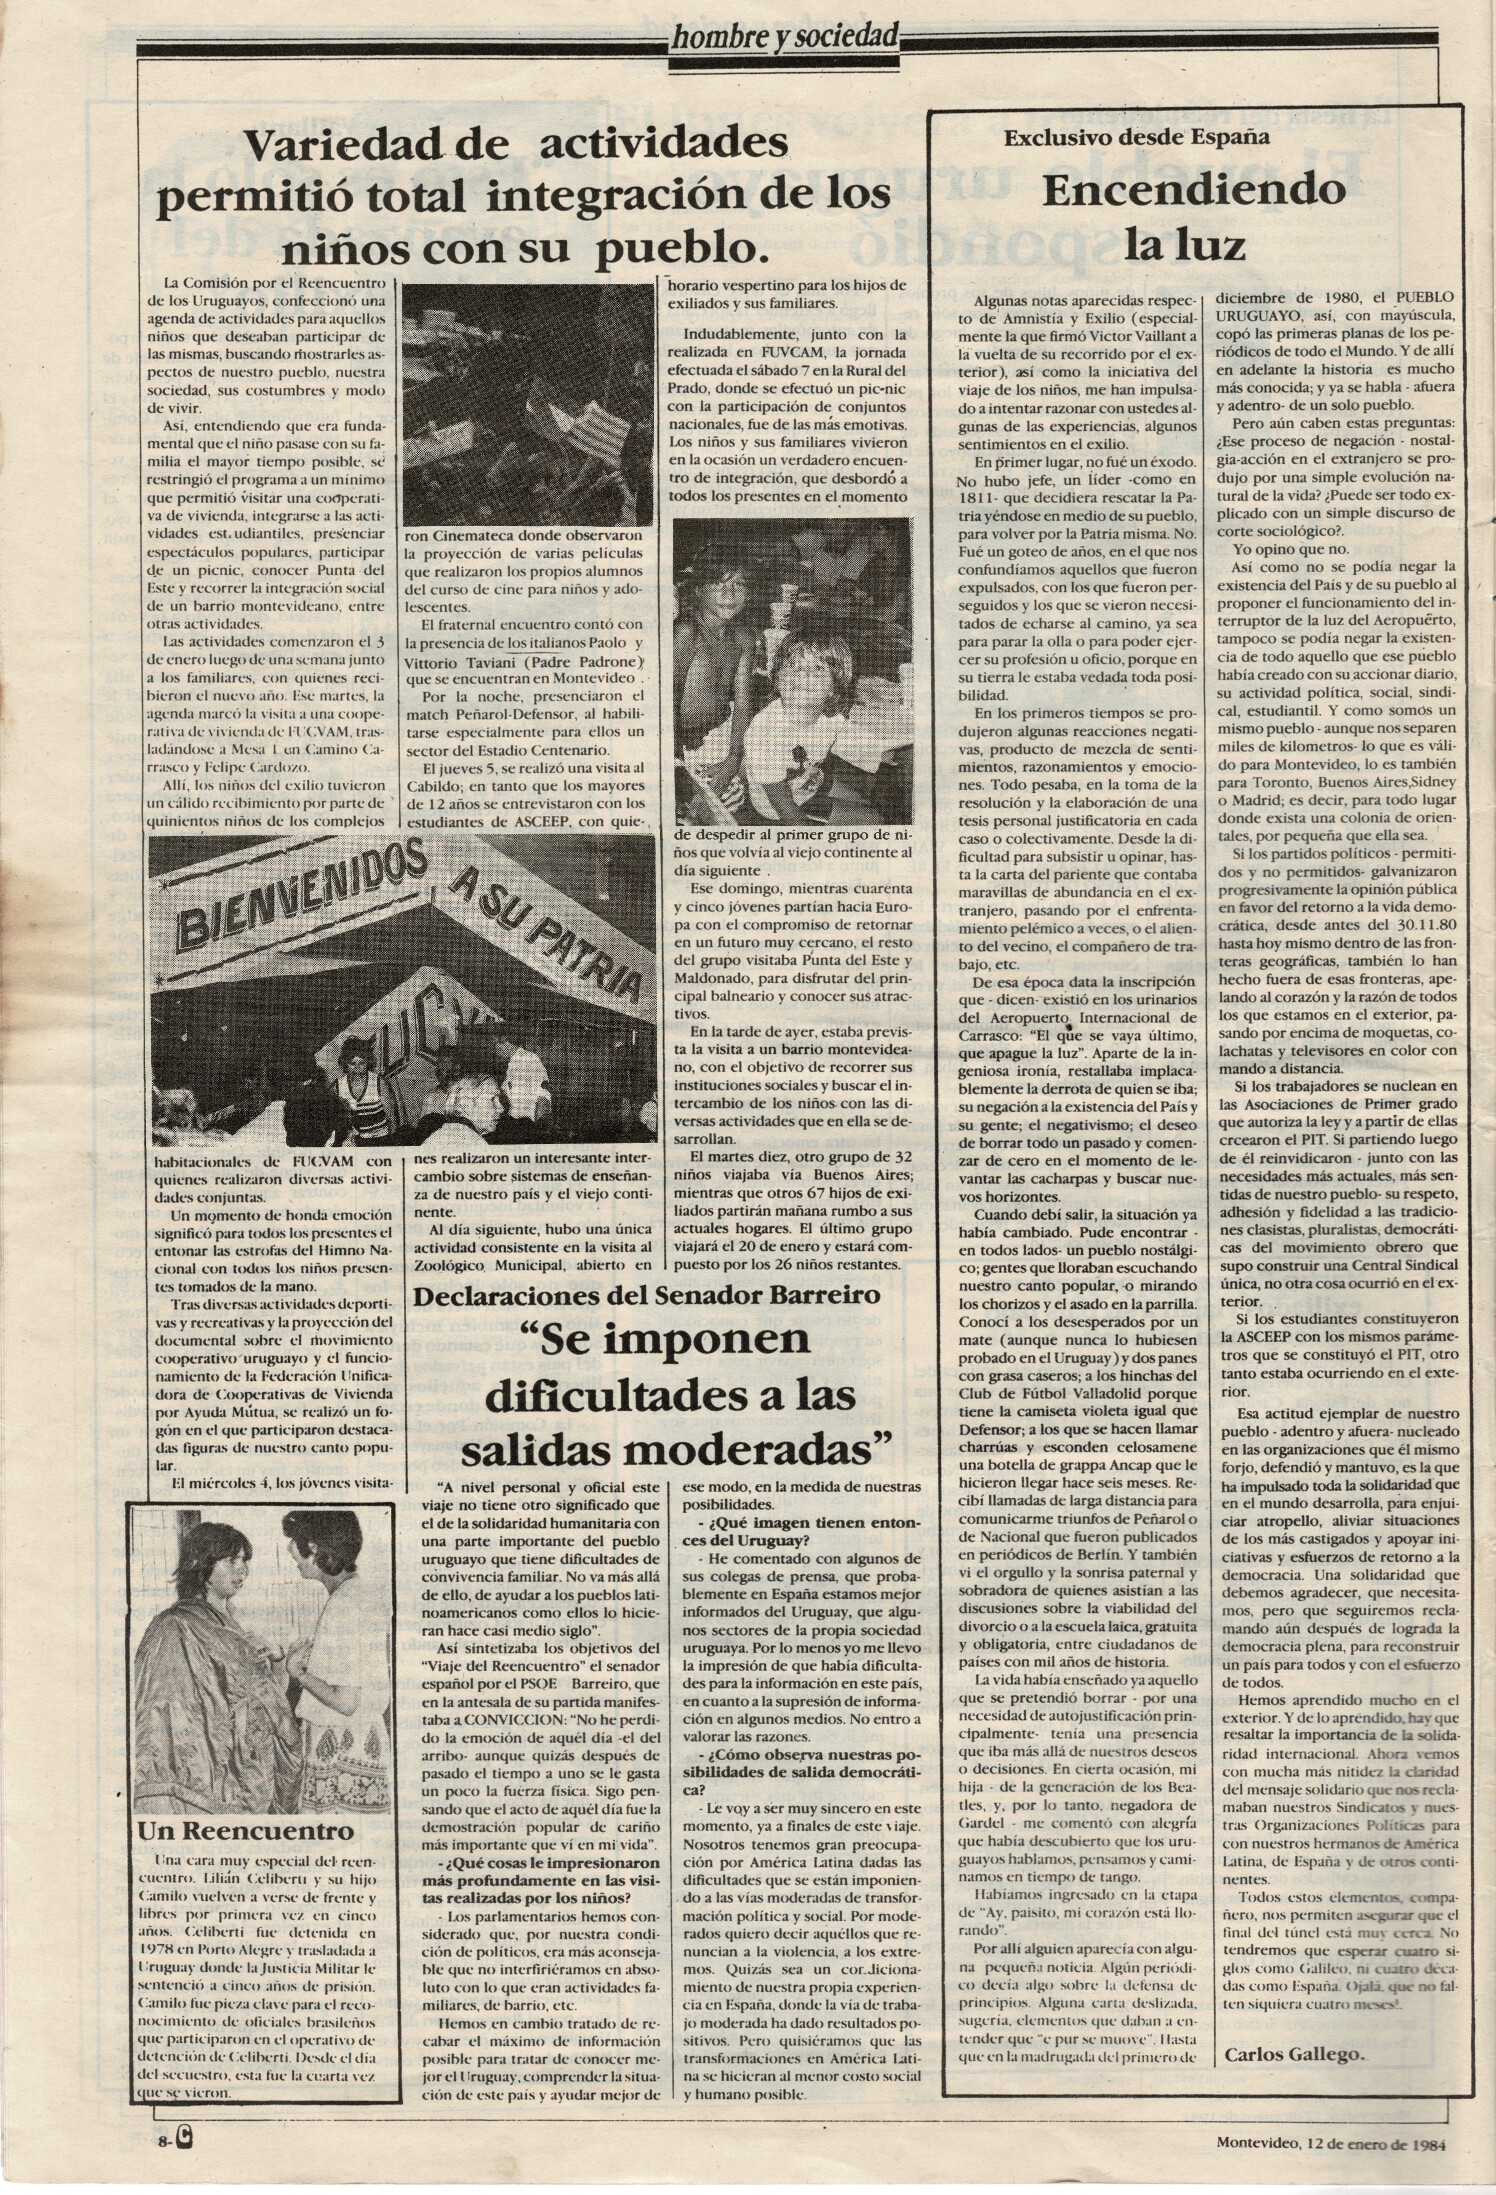 hombre y sociedad
Variedad de actividades
permitió total integración de los
niños con su pueblo.
La Comisión por el Reencuentro
de los Uruguayos, confeccionó una
agenda de actividades para aquellos
niños que deseaban participar de
las mismas, buscando mostrarles as-
pectos de nuestro pueblo, nuestra
sociedad, sus costumbres y modo
de vivir.
Así, entendiendo que era funda-
mental que el niño pasase con su fa-
milia el mayor tiempo posible, se
restringió el programa a un mínimo
que permitió visitar una cooperati-
va de vivienda, integrarse a las acti-
vidades estudiantiles, presenciar
espectáculos populares, participar
de un picnic, conocer Punta del
Este y recorrer la integración social
de un barrio montevideano, entre
otras actividades.
Las actividades comenzaron el 3
de enero luego de una semana junto
a los familiares, con quienes reci-
bieron el nuevo año. Ese martes, la
agenda marcó la visita a una coope-
rativa de vivienda de FUCVAM, tras-
ladándose a Mesa 1 en Camino Ca-
rrasco y Felipe Cardozo.
Allí, los niños del exilio tuvieron
un cálido recibimiento por parte de
quinientos niños de los complejos
BIENVENIDOS A SU PATRIA
FUCV
habitacionales de FUCVAM con
quienes realizaron diversas activi-
dades conjuntas.
Un momento de honda emoción
significó para todos los presentes el
entonar las estrofas del Himno Na-
cional con todos los niños presen-
tes tomados de la mano.
Tras diversas actividades deporti-
vas y recreativas y la proyección del
documental sobre el movimiento
cooperativo uruguayo y el funcio-
namiento de la Federación Unifica-
dora de Cooperativas de Vivienda
por Ayuda Mútua, se realizó un fo-
gón en el que participaron destaca-
das figuras de nuestro canto popu-
lar.
El miércoles 4, los jóvenes visita-
ron Cinemateca donde observaron
la proyección de varias películas
que realizaron los propios alumnos
del curso de cine para niños y ado-
lescentes.
El fraternal encuentro contó con
la presencia de los italianos Paolo y
Vittorio Taviani (Padre Padrone)
que se encuentran en Montevideo .
Por la noche, presenciaron el
match Peñarol-Defensor, al habili-
tarse especialmente para ellos un
sector del Estadio Centenario.
El jueves 5, se realizó una visita al
Cabildo; en tanto que los mayores
de 12 años se entrevistaron con los
estudiantes de ASCEEP, con quie-
nes realizaron un interesante inter-
cambio sobre sistemas de enseñan-
za de nuestro país y el viejo conti-
nente.
Al día siguiente, hubo una única
actividad consistente en la visita al
Zoológico Municipal, abierto en
horario vespertino para los hijos de
exiliados y sus familiares.
Indudablemente, junto con la
realizada en FUVCAM, la jornada
efectuada el sábado 7 en la Rural del
Prado, donde se efectuó un pic-nic
con la participación de conjuntos
nacionales, fue de las más emotivas.
Los niños y sus familiares vivieron
en la ocasión un verdadero encuen-
tro de integración, que desbordó a
todos los presentes en el momento
de despedir al primer grupo de ni-
ños que volvía al viejo continente al
día siguiente .
Ese domingo, mientras cuarenta
y cinco jóvenes partían hacia Euro-
pa con el compromiso de retornar
en un futuro muy cercano, el resto
del grupo visitaba Punta del Este y
Maldonado, para disfrutar del prin-
cipal balneario y conocer sus atrac-
tivos.
En la tarde de ayer, estaba previs-
ta la visita a un barrio montevidea-
no, con el objetivo de recorrer sus
instituciones sociales y buscar el in-
tercambio de los niños con las di-
versas actividades que en ella se de-
sarrollan.
El martes diez, otro grupo de 32
niños viajaba vía Buenos Aires;
mientras que otros 67 hijos de exi-
liados partirán mañana rumbo a sus
actuales hogares. El último grupo
viajará el 20 de enero y estará com-
puesto por los 26 niños restantes.
Un Reencuentro
Una cara muy especial del reen-
cuentro. Lilián Celiberti y su hijo
Camilo vuelven a verse de frente y
libres por primera vez en cinco
años. Celiberti fue detenida en
1978 en Porto Alegre y trasladada a
Uruguay donde la Justicia Militar le
sentenció a cinco años de prisión.
Camilo fue pieza clave para el reco-
nocimiento de oficiales brasileños
que participaron en el operativo de
detención de Celiberti. Desde el día
del secuestro, esta fue la cuarta vez
que se vieron.
Declaraciones del Senador Barreiro
“Se imponen
dificultades a las
salidas moderadas”
“A nivel personal y oficial este
viaje no tiene otro significado que
el de la solidaridad humanitaria con
una parte importante del pueblo
uruguayo que tiene dificultades de
convivencia familiar. No va más allá
de ello, de ayudar a los pueblos lati-
noamericanos como ellos lo hicie-
ran hace casi medio siglo”.
Así sintetizaba los objetivos del
“Viaje del Reencuentro” el senador
español por el PSOE Barreiro, que
en la antesala de su partida manifes-
taba a CONVICCION: “No he perdi-
do la emoción de aquél día -el del
arribo- aunque quizás después de
pasado el tiempo a uno se le gasta
un poco la fuerza física. Sigo pen-
sando que el acto de aquél día fue la
demostración popular de cariño
más importante que ví en mi vida”.
- ¿Qué cosas le impresionaron
más profundamente en las visi-
tas realizadas por los niños?
- Los parlamentarios hemos con-
siderado que, por nuestra condi-
ción de políticos, era más aconseja-
ble que no interfiriéramos en abso-
luto con lo que eran actividades fa-
miliares, de barrio, etc.
Hemos en cambio tratado de re-
cabar el máximo de información
posible para tratar de conocer me-
jor el Uruguay, comprender la situa-
ción de este país y ayudar mejor de
ese modo, en la medida de nuestras
posibilidades.
- ¿Qué imagen tienen enton-
ces del Uruguay?
- He comentado con algunos de
sus colegas de prensa, que proba-
blemente en España estamos mejor
informados del Uruguay, que algu-
nos sectores de la propia sociedad
uruguaya. Por lo menos yo me llevo
la impresión de que había dificulta-
des para la información en este país,
en cuanto a la supresión de informa-
ción en algunos medios. No entro a
valorar las razones.
- ¿Cómo observa nuestras po-
sibilidades de salida democráti-
ca?
- Le voy a ser muy sincero en este
momento, ya a finales de este viaje.
Nosotros tenemos gran preocupa-
ción por América Latina dadas las
dificultades que se están imponien-
do a las vías moderadas de transfor-
mación política y social. Por mode-
rados quiero decir aquéllos que re-
nuncian a la violencia, a los extre-
mos. Quizás sea un condiciona-
miento de nuestra propia experien-
cia en España, donde la vía de traba-
jo moderada ha dado resultados po-
sitivos. Pero quisiéramos que las
transformaciones en América Lati-
na se hicieran al menor costo social
y humano posible.
Exclusivo desde España
Encendiendo
la luz
Algunas notas aparecidas respec-
to de Amnistía y Exilio (especial-
mente la que firmó Victor Vaillant a
la vuelta de su recorrido por el ex-
terior), así como la iniciativa del
viaje de los niños, me han impulsa-
do a intentar razonar con ustedes al-
gunas de las experiencias, algunos
sentimientos en el exilio.
En primer lugar, no fué un éxodo.
No hubo jefe, un líder -como en
1811- que decidiera rescatar la Pa-
tria yéndose en medio de su pueblo,
para volver por la Patria misma. No.
Fué un goteo de años, en el que nos
confundíamos aquellos que fueron
expulsados, con los que fueron per-
seguidos y los que se vieron necesi-
tados de echarse al camino, ya sea
para parar la olla o para poder ejer-
cer su profesión u oficio, porque en
su tierra le estaba vedada toda posi-
bilidad.
En los primeros tiempos se pro-
dujeron algunas reacciones negati-
vas, producto de mezcla de senti-
mientos, razonamientos y emocio-
nes. Todo pesaba, en la toma de la
resolución y la elaboración de una
tesis personal justificatoria en cada
caso o colectivamente. Desde la di-
ficultad para subsistir u opinar, has-
ta la carta del pariente que contaba
maravillas de abundancia en el ex-
tranjero, pasando por el enfrenta-
miento pelémico a veces, o el alien-
to del vecino, el compañero de tra-
bajo, etc.
De esa época data la inscripción
que - dicen- existió en los urinarios
del Aeropuerto Internacional de
Carrasco: “El que se vaya último,
que apague la luz”. Aparte de la in-
geniosa ironía, restallaba implaca-
blemente la derrota de quien se iba;
su negación a la existencia del País y
su gente; el negativismo; el deseo
de borrar todo un pasado y comen-
zar de cero en el momento de le-
vantar las cacharpas y buscar nue-
vos horizontes.
Cuando debí salir, la situación ya
había cambiado. Pude encontrar -
en todos lados- un pueblo nostálgi-
co; gentes que lloraban escuchando
nuestro canto popular, o mirando
los chorizos y el asado en la parrilla.
Conocí a los desesperados por un
mate (aunque nunca lo hubiesen
probado en el Uruguay) y dos panes
con grasa caseros; a los hinchas del
Club de Fútbol Valladolid porque
tiene la camiseta violeta igual que
Defensor; a los que se hacen llamar
charrúas y esconden celosamene
una botella de grappa Ancap que le
hicieron llegar hace seis meses. Re-
cibí llamadas de larga distancia para
comunicarme triunfos de Peñarol o
de Nacional que fueron publicados
en periódicos de Berlín. Y también
vi el orgullo y la sonrisa paternal y
sobradora de quienes asistían a las
discusiones sobre la viabilidad del
divorcio o a la escuela laica, gratuita
y obligatoria, entre ciudadanos de
países con mil años de historia.
La vida había enseñado ya aquello
que se pretendió borrar - por una
necesidad de autojustificación prin-
cipalmente- tenía una presencia
que iba más allá de nuestros deseos
o decisiones. En cierta ocasión, mi
hija - de la generación de los Bea-
tles, y, por lo tanto, negadora de
Gardel - me comentó con alegría
que había descubierto que los uru-
guayos hablamos, pensamos y cami-
namos en tiempo de tango.
Habíamos ingresado en la etapa
de “Ay, paisito, mi corazón está llo-
rando”.
Por allí alguien aparecía con algu-
na pequeña noticia. Algún periódi-
co decía algo sobre la defensa de
principios. Alguna carta deslizada,
sugería, elementos que daban a en-
tender que “e pur se muove”. Hasta
que en la madrugada del primero de
diciembre de 1980, el PUEBLO
URUGUAYO, así, con mayúscula,
copó las primeras planas de los pe-
riódicos de todo el Mundo. Y de allí
en adelante la historia es mucho
más conocida; y ya se habla - afuera
y adentro- de un solo pueblo.
Pero aún caben estas preguntas:
¿Ese proceso de negación - nostal-
gia-acción en el extranjero se pro-
dujo por una simple evolución na-
tural de la vida? ¿Puede ser todo ex-
plicado con un simple discurso de
corte sociológico?.
Yo opino que no.
Así como no se podía negar la
existencia del País y de su pueblo al
proponer el funcionamiento del in-
terruptor de la luz del Aeropuerto,
tampoco se podía negar la existen-
cia de todo aquello que ese pueblo
había creado con su accionar diario,
su actividad política, social, sindi-
cal, estudiantil. Y como somos un
mismo pueblo - aunque nos separen
miles de kilometros- lo que es váli-
do para Montevideo, lo es también
para Toronto, Buenos Aires,Sidney
o Madrid; es decir, para todo lugar
donde exista una colonia de orien-
tales, por pequeña que ella sea.
Si los partidos políticos - permiti-
dos y no permitidos- galvanizaron
progresivamente la opinión pública
en favor del retorno a la vida demo-
crática, desde antes del 30.11.80
hasta hoy mismo dentro de las fron-
teras geográficas, también lo han
hecho fuera de esas fronteras, ape-
lando al corazón y la razón de todos
los que estamos en el exterior, pa-
sando por encima de moquetas, co-
lachatas y televisores en color con
mando a distancia.
Si los trabajadores se nuclean en
las Asociaciones de Primer grado
que autoriza la ley y a partir de ellas
crcearon el PIT. Si partiendo luego
de él reinvidicaron - junto con las
necesidades más actuales, más sen-
tidas de nuestro pueblo- su respeto,
adhesión y fidelidad a las tradicio-
nes clasistas, pluralistas, democráti-
cas del movimiento obrero que
supo construir una Central Sindical
única, no otra cosa ocurrió en el ex-
terior.
Si los estudiantes constituyeron
la ASCEEP con los mismos paráme-
tros que se constituyó el PIT, otro
tanto estaba ocurriendo en el exte-
rior.
Esa actitud ejemplar de nuestro
pueblo - adentro y afuera- nucleado
en las organizaciones que él mismo
forjo, defendió y mantuvo, es la que
ha impulsado toda la solidaridad que
en el mundo desarrolla, para enjui-
ciar atropello, aliviar situaciones
de los más castigados y apoyar ini-
ciativas y esfuerzos de retorno a la
democracia. Una solidaridad que
debemos agradecer, que necesita-
mos, pero que seguiremos recla-
mando aún después de lograda la
democracia plena, para reconstruir
un país para todos y con el esfuerzo
de todos.
Hemos aprendido mucho en el
exterior. Y de lo aprendido, hay que
resaltar la importancia de la solida-
ridad internacional. Ahora vemos
con mucha más nitidez la claridad
del mensaje solidario que nos recla-
maban nuestros Sindicatos y nues-
tras Organizaciones Políticas para
con nuestros hermanos de América
Latina, de España y de otros conti-
nentes.
Todos estos elementos, compa-
ñero, nos permiten asegurar que el
final del túnel está muy cerca. No
tendremos que esperar cuatro si-
glos como Galileo, ni cuatro déca-
das como España. Ojalá, que no fal-
ten siquiera cuatro meses!.
Carlos Gallego.
8- C
Montevideo, 12 de enero de 1984